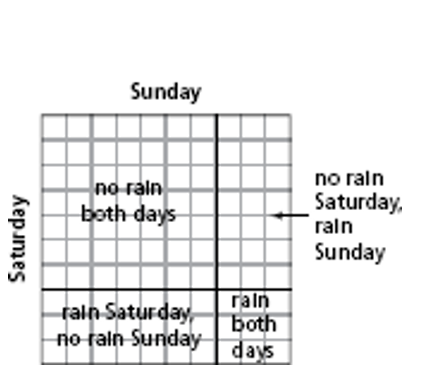 Sunday
Saturday
no rain
both days
no rain
Saturday,
rain
Sunday
rain Saturday,
no rain Sunday
rain
both
days